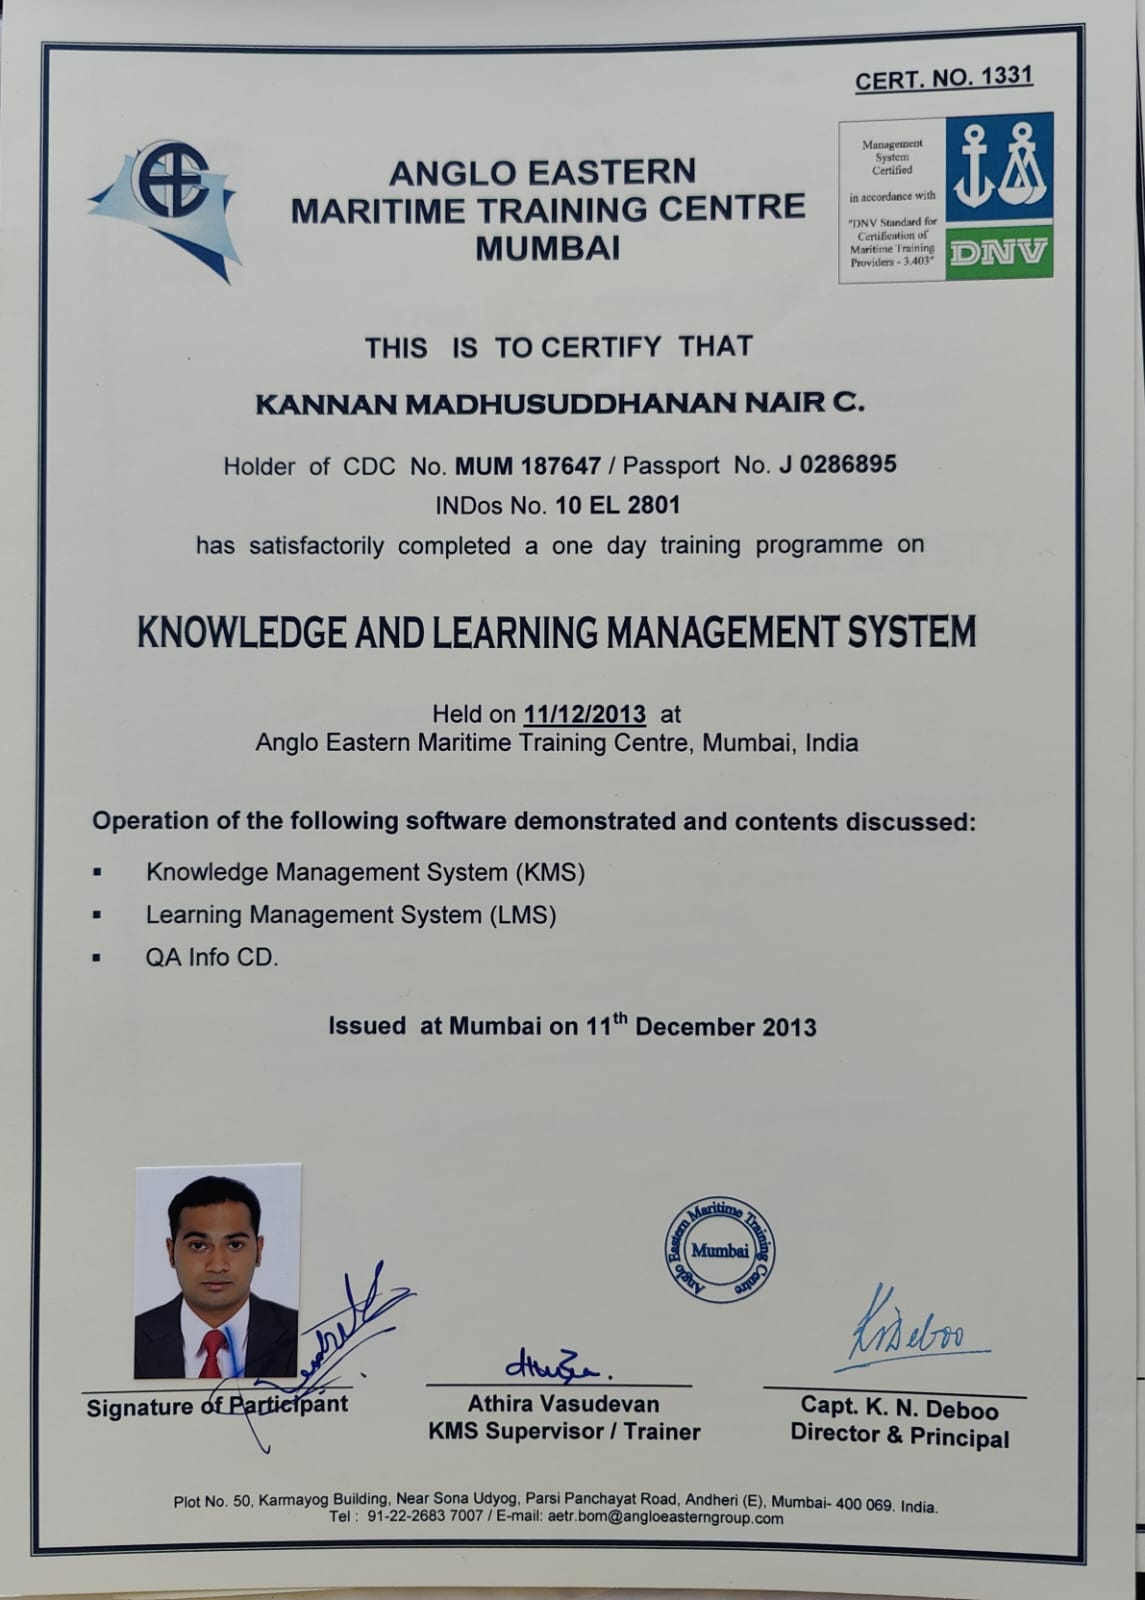 CERT. NO. 1331
ANGLO EASTERN
MARITIME TRAINING CENTRE
MUMBAI
Management
System
Certified
in accordance with
"DNV Standard for
Certification of
Maritime Training
Providers - 3.403"
DNV
THIS IS TO CERTIFY THAT
KANNAN MADHUSUDDHANAN NAIR C.
Holder of CDC No. MUM 187647 / Passport No. J 0286895
INDos No. 10 EL 2801
has satisfactorily completed a one day training programme on
KNOWLEDGE AND LEARNING MANAGEMENT SYSTEM
Held on 11/12/2013 at
Anglo Eastern Maritime Training Centre, Mumbai, India
Operation of the following software demonstrated and contents discussed:
▪ Knowledge Management System (KMS)
▪ Learning Management System (LMS)
▪ QA Info CD.
Issued at Mumbai on 11th December 2013
Anglo Eastern Maritime Training Centre
Mumbai
KNDeboo
Signature of Participant
Athira Vasudevan
KMS Supervisor / Trainer
Capt. K. N. Deboo
Director & Principal
Plot No. 50, Karmayog Building, Near Sona Udyog, Parsi Panchayat Road, Andheri (E), Mumbai- 400 069. India.
Tel : 91-22-2683 7007 / E-mail: aetr.bom@angloeasterngroup.com